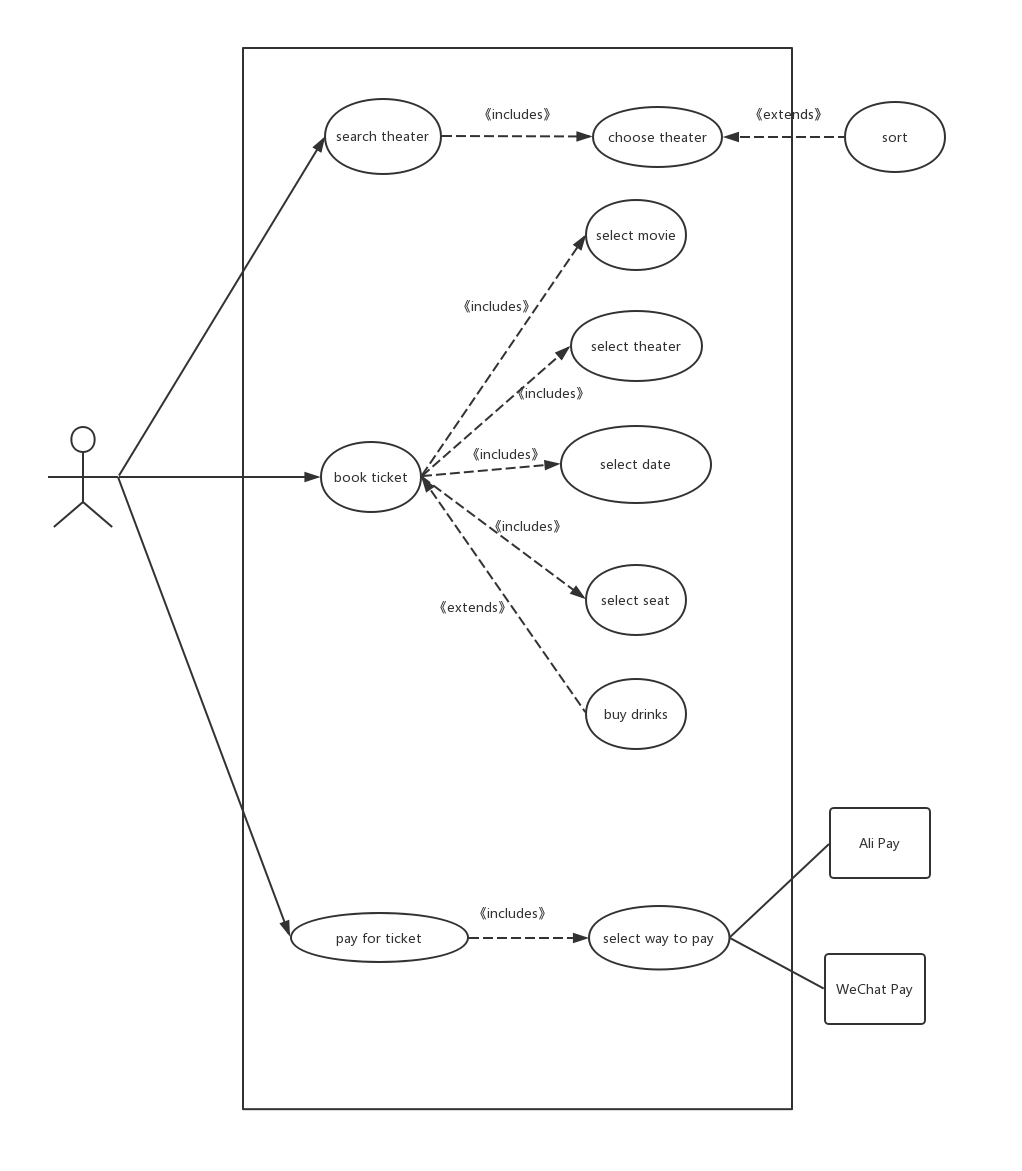 search theater
《includes》
choose theater
《extends》
sort
select movie
《includes》
select theater
《includes》
book ticket
《includes》
select date
《includes》
select seat
《extends》
buy drinks
Ali Pay
pay for ticket
《includes》
select way to pay
WeChat Pay